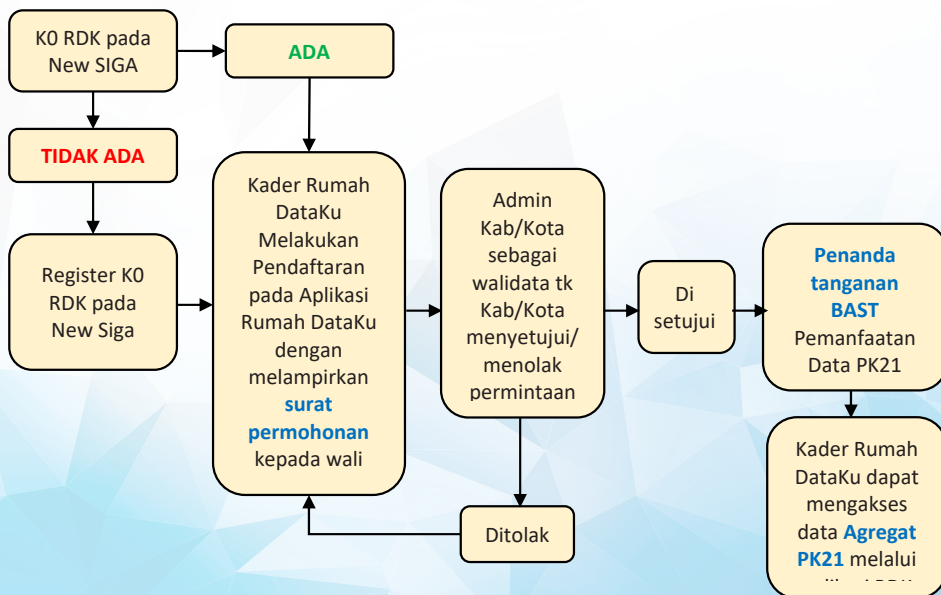 K0 RDK pada
New SIGA
ADA
TIDAK ADA
Register K0
RDK pada
New Siga
Kader Rumah
DataKu
Melakukan
Pendaftaran
pada Aplikasi
Rumah DataKu
dengan
melampirkan
surat
permohonan
kepada wali
Admin
Kab/Kota
sebagai
walidata tk
Kab/Kota
menyetujui/
menolak
permintaan
Ditolak
Di
setujui
Penanda
tanganan
BAST
Pemanfaatan
Data PK21
Kader Rumah
DataKu dapat
mengakses
data Agregat
PK21 melalui